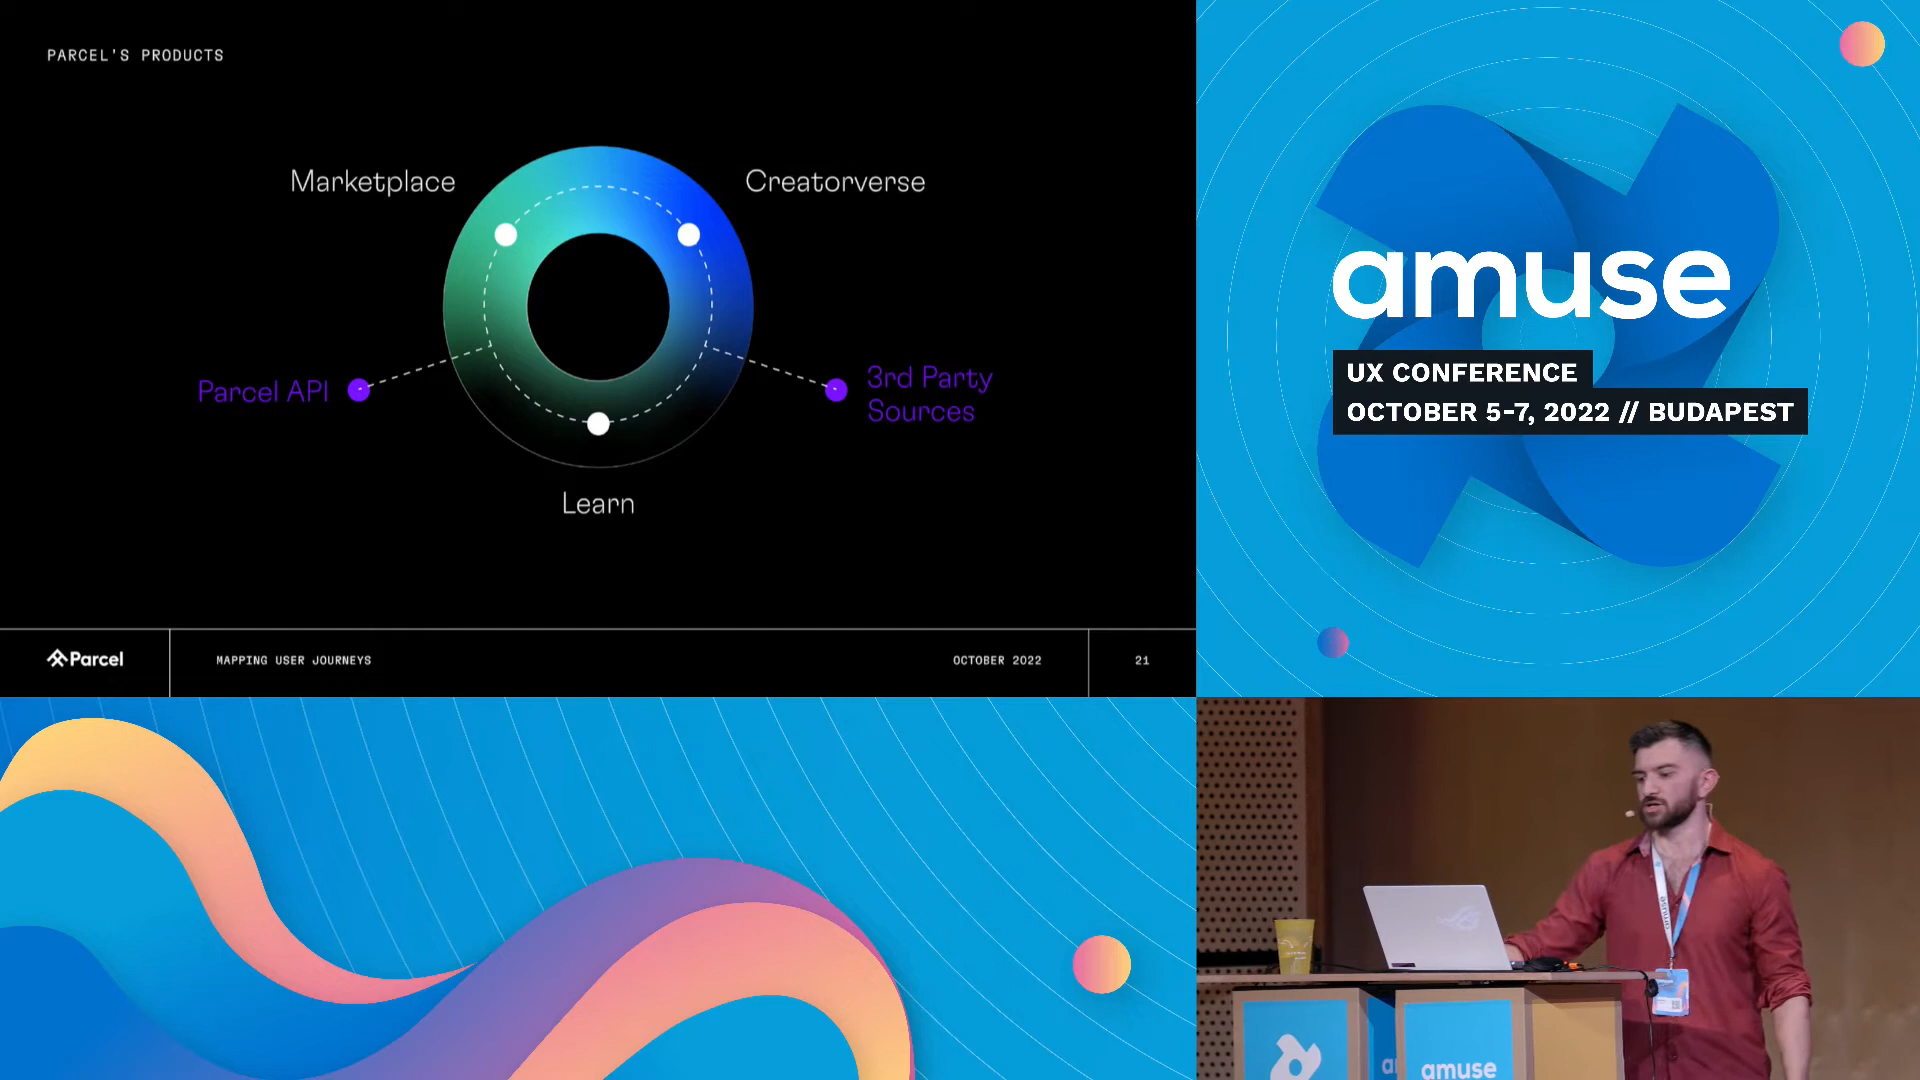 PARCEL'S PRODUCTS
Marketplace
Creatorverse
Parcel API
3rd Party
Sources
Learn
Parcel
MAPPING USER JOURNEYS
OCTOBER 2022
21
amuse
UX CONFERENCE
OCTOBER 5-7, 2022 // BUDAPEST
amuse
amuse